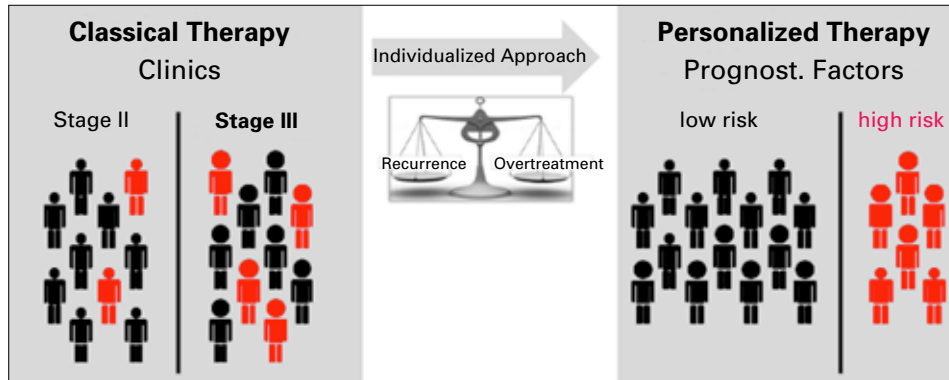 Classical Therapy
Clinics
Stage II
Stage III
Individualized Approach
Recurrence
Overtreatment
Personalized Therapy
Prognost. Factors
low risk
high risk